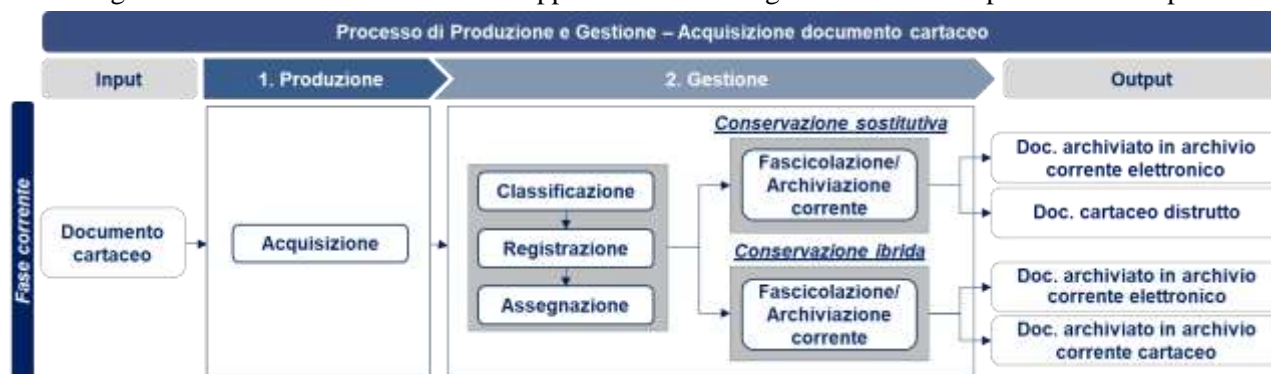 Processo di Produzione e Gestione – Acquisizione documento cartaceo
Input
1. Produzione
2. Gestione
Output
Fase corrente
Documento
cartaceo
Acquisizione
Classificazione
Registrazione
Assegnazione
Conservazione sostitutiva
Fascicolazione/
Archiviazione
corrente
Conservazione ibrida
Fascicolazione/
Archiviazione
corrente
Doc. archiviato in archivio
corrente elettronico
Doc. cartaceo distrutto
Doc. archiviato in archivio
corrente elettronico
Doc. archiviato in archivio
corrente cartaceo